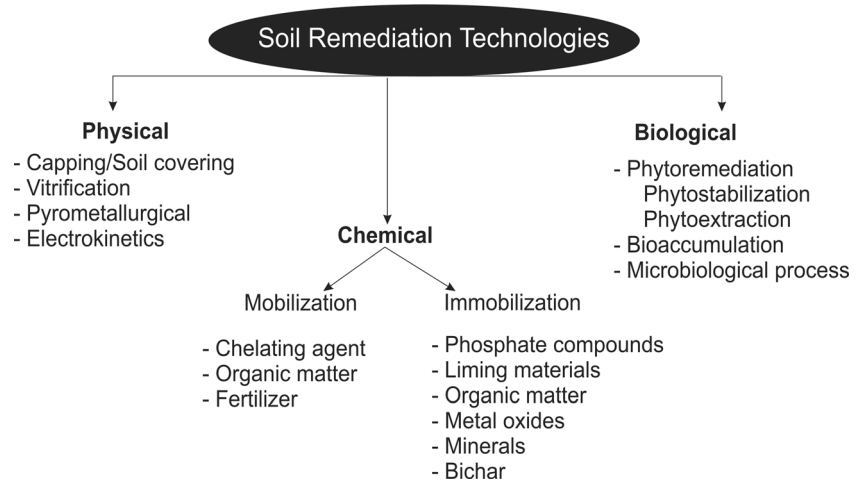 Soil Remediation Technologies
Physical
- Capping/Soil covering
- Vitrification
- Pyrometallurgical
- Electrokinetics
Chemical
Mobilization
- Chelating agent
- Organic matter
- Fertilizer
Immobilization
- Phosphate compounds
- Liming materials
- Organic matter
- Metal oxides
- Minerals
- Bichar
Biological
- Phytoremediation
Phytostabilization
Phytoextraction
- Bioaccumulation
- Microbiological process